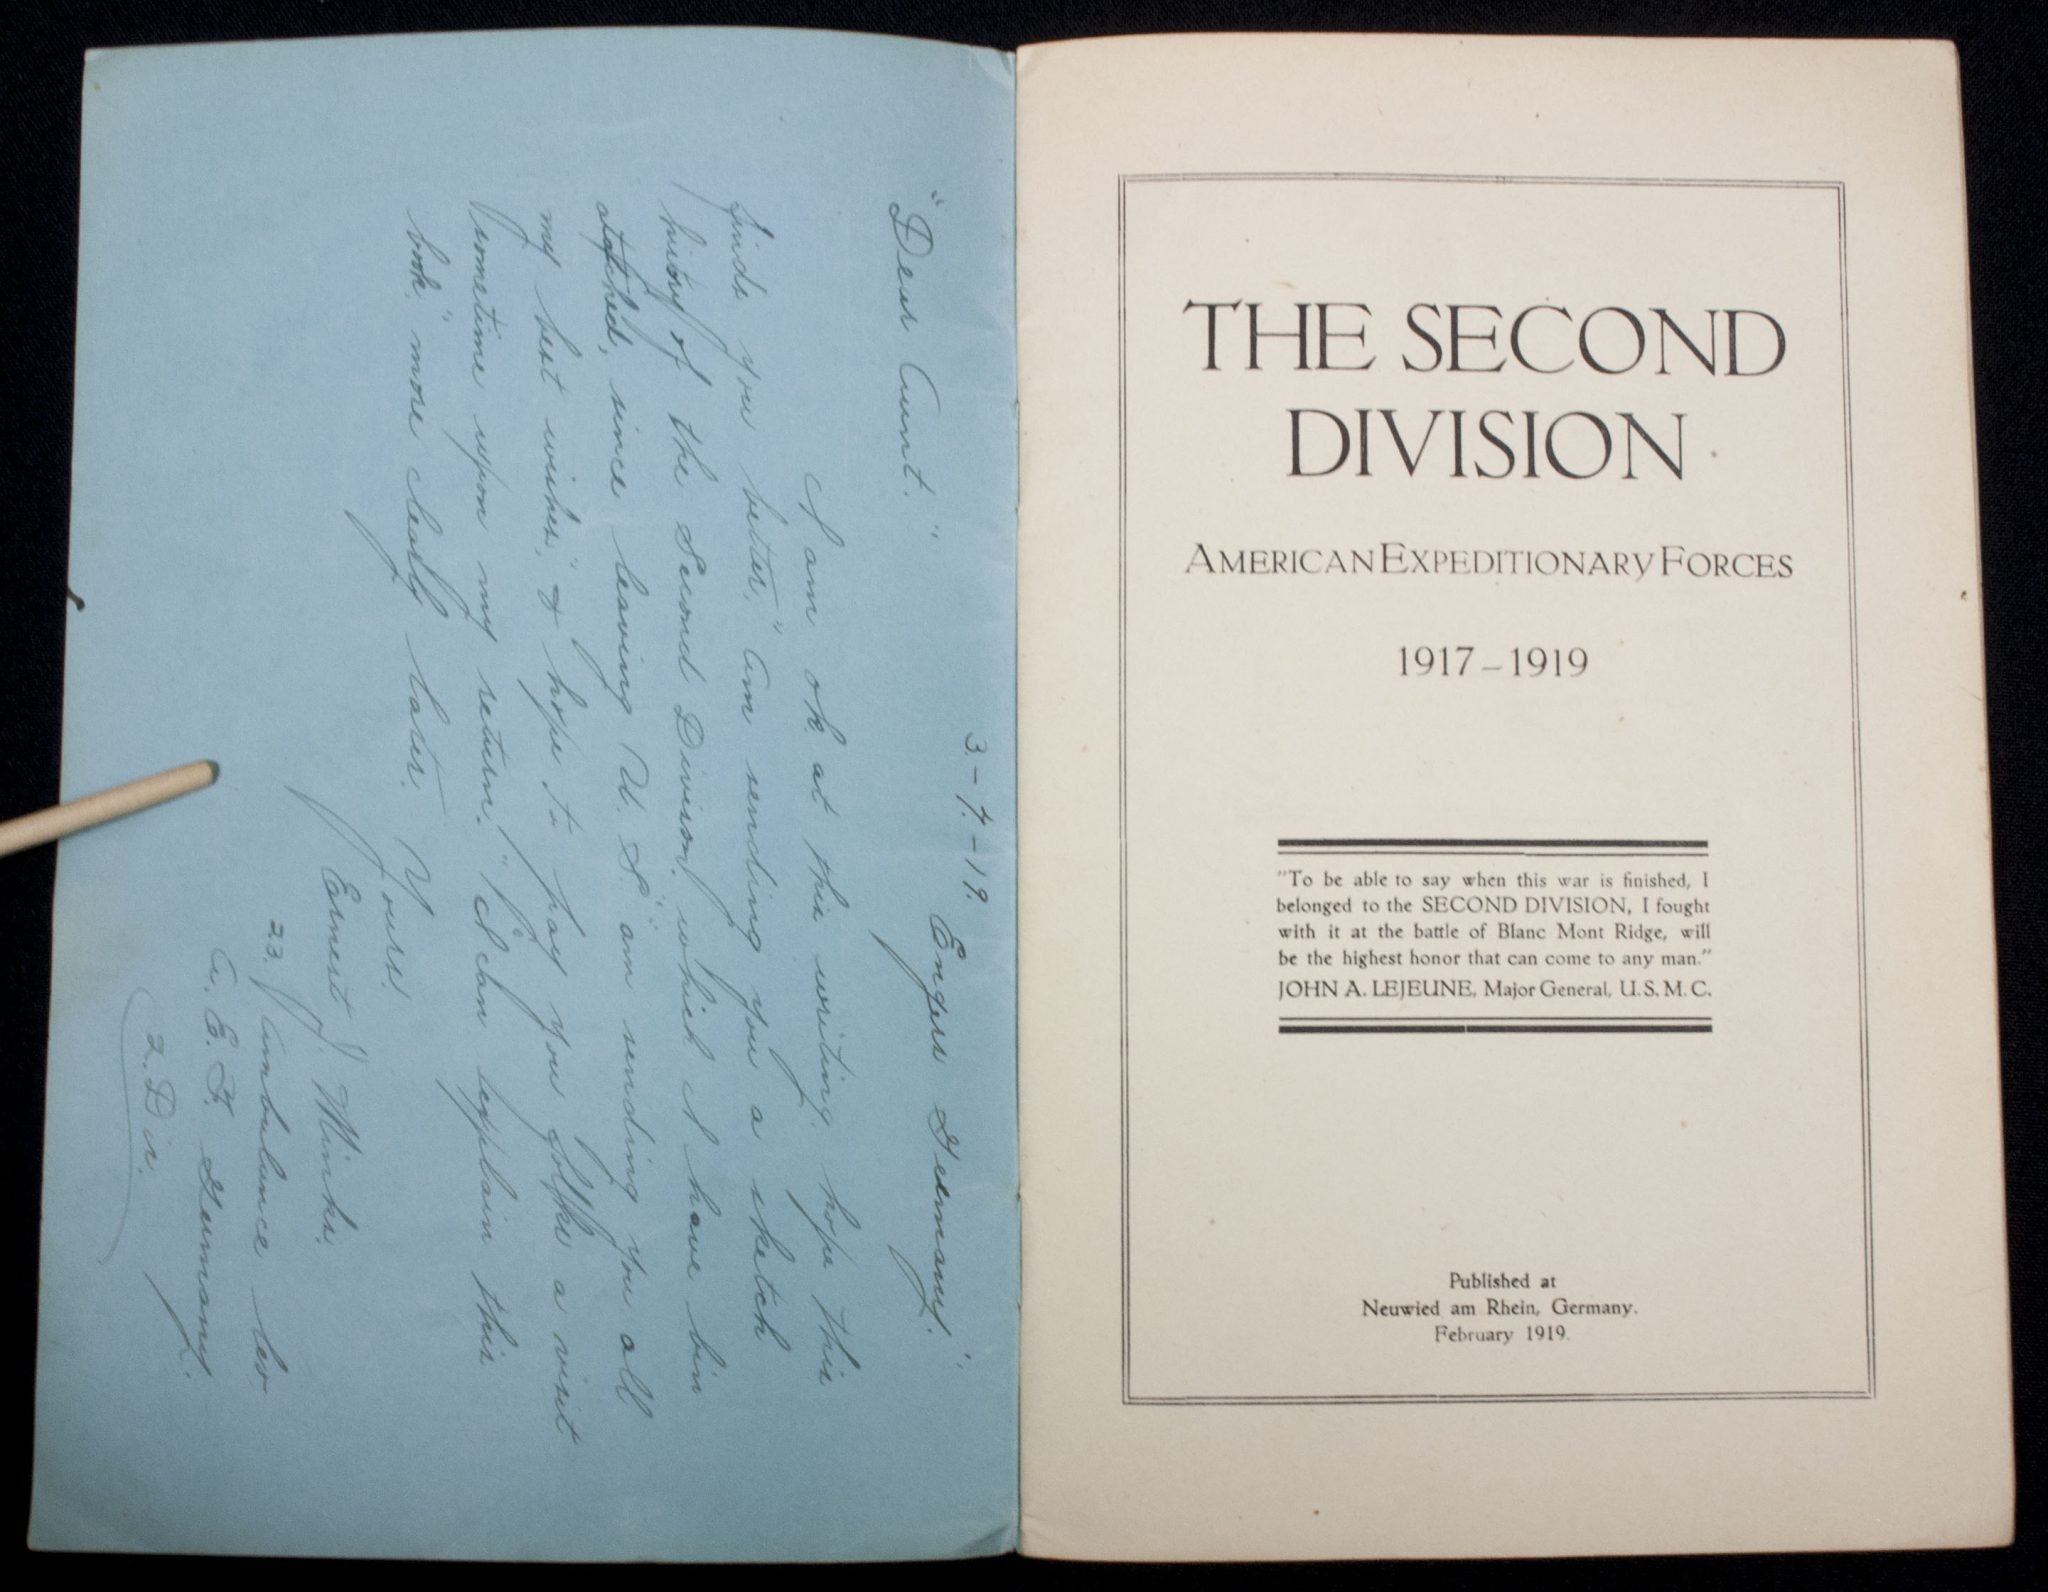 3.-7.-19.
Engers Germany."
"Dear Aunt."
I am ok. at this writing. hope this
finds you better," Am sending you a sketch
history of the Second Division. which I have bin
atached, since leaving U. S." am sending you all
my best wishes," & hope to pay you folks a visit
sometime upon my return." I can explain this
book" more clearly later. Yours.
Ernest J. Minks.
23. Ambulance Co
A. E. F. Germany.
2. Div.
THE SECOND
DIVISION
AMERICAN EXPEDITIONARY FORCES
1917–1919
"To be able to say when this war is finished, I
belonged to the SECOND DIVISION, I fought
with it at the battle of Blanc Mont Ridge, will
be the highest honor that can come to any man."
JOHN A. LEJEUNE, Major General, U. S. M. C.
Published at
Neuwied am Rhein, Germany.
February 1919.